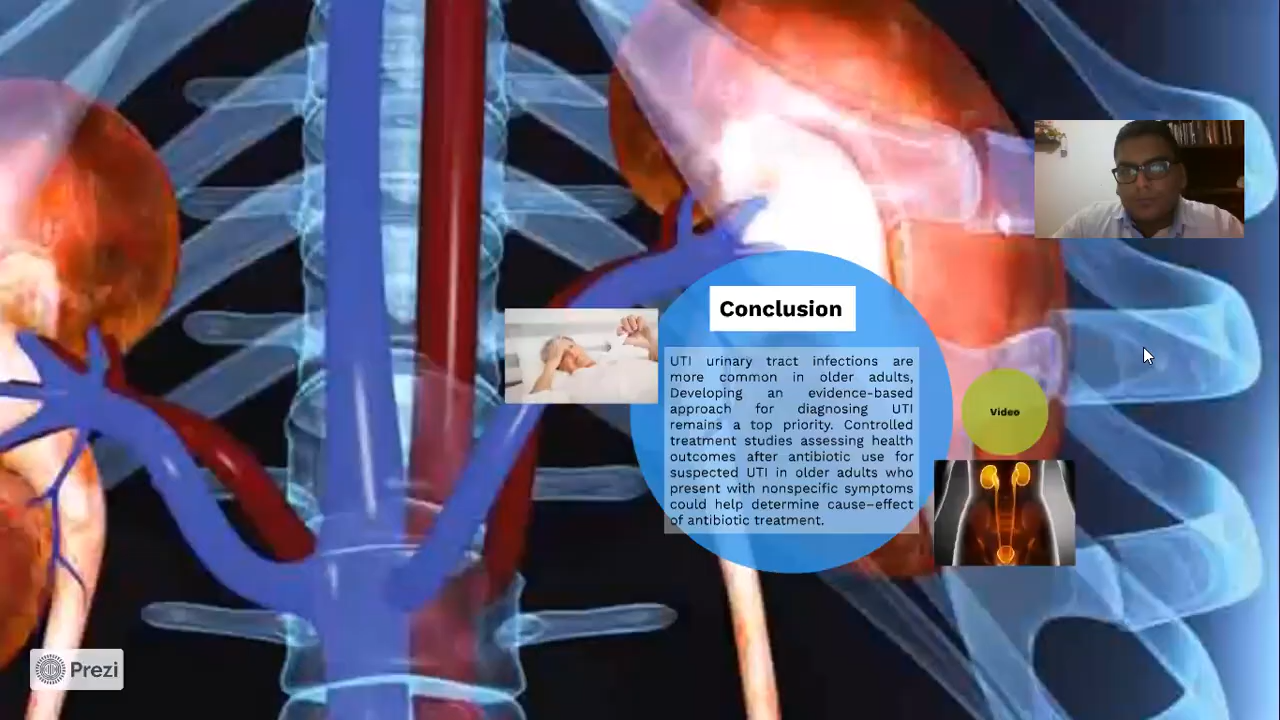 Conclusion
UTI urinary tract infections are
more common in older adults,
Developing an evidence-based
approach for diagnosing UTI
remains a top priority. Controlled
treatment studies assessing health
outcomes after antibiotic use for
suspected UTI in older adults who
present with nonspecific symptoms
could help determine cause–effect
of antibiotic treatment.
Video
Prezi